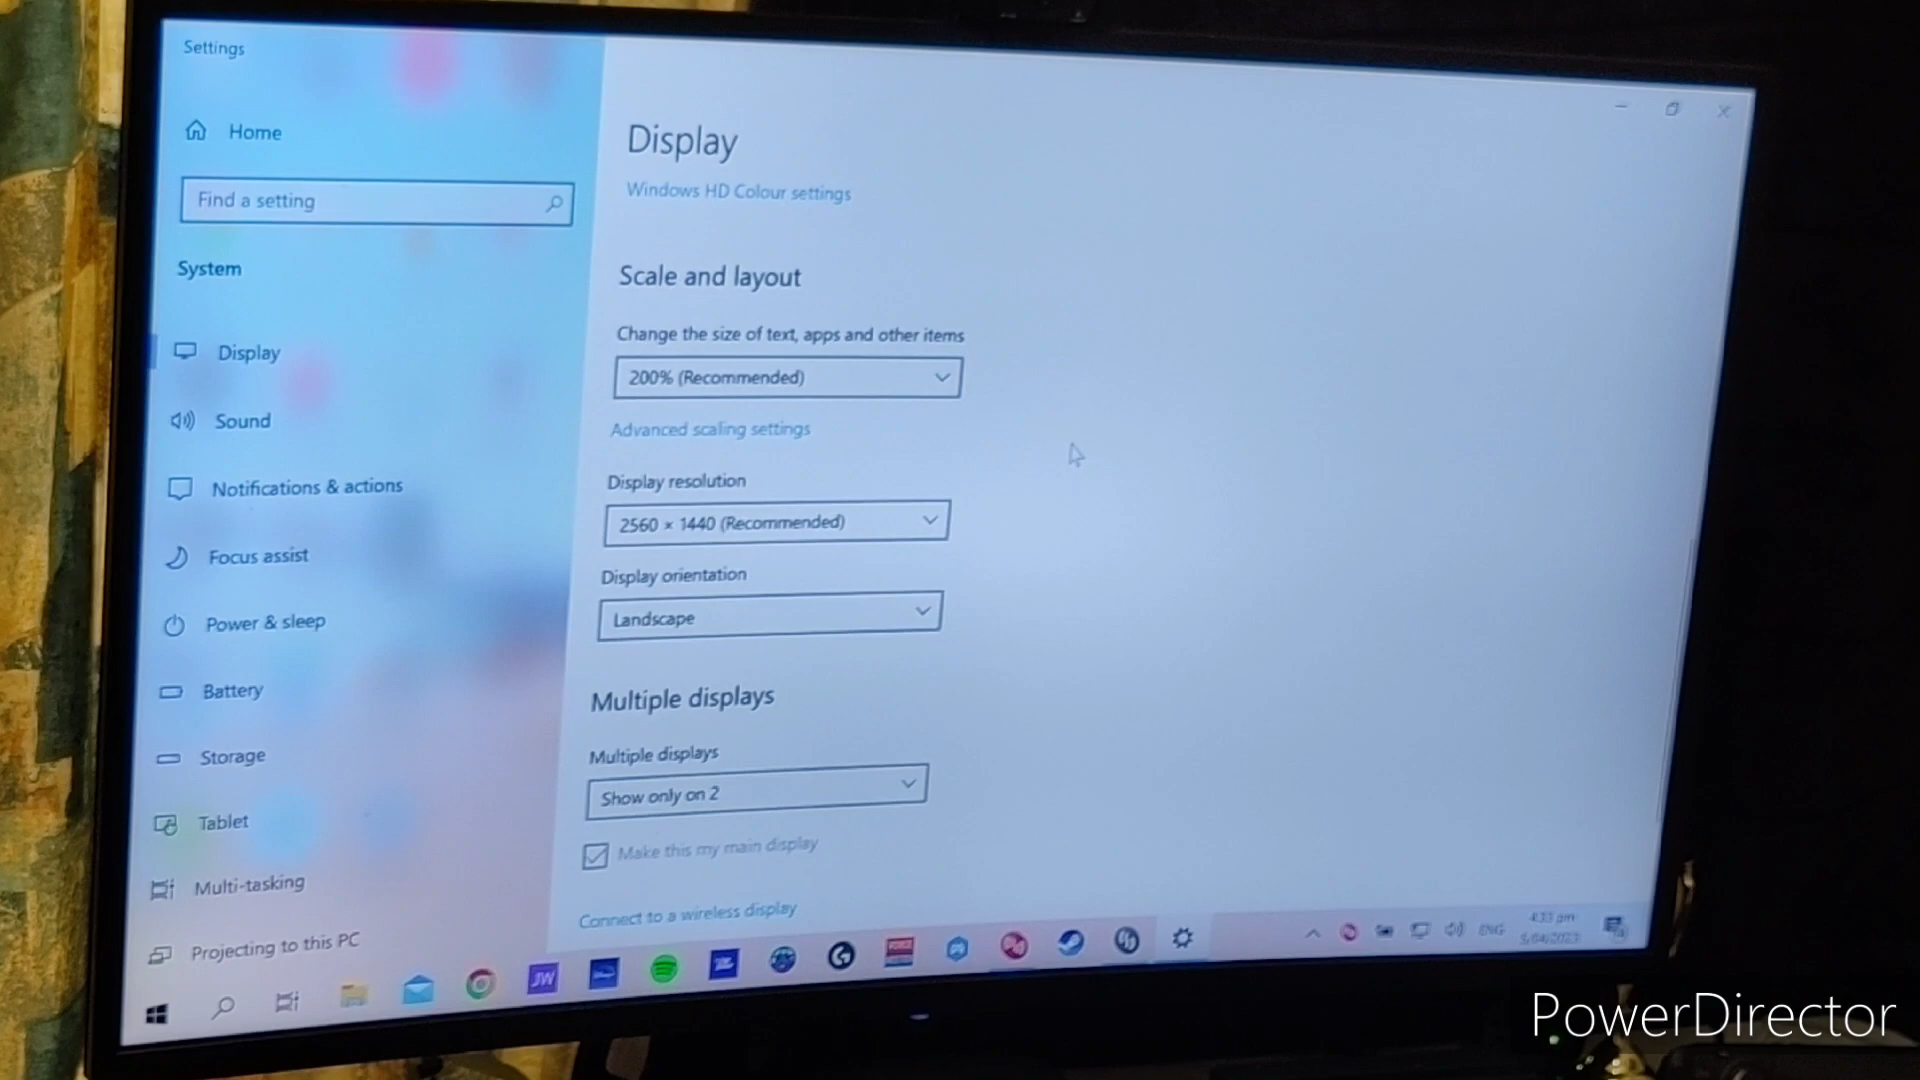 Settings
Home
Find a setting
System
Display
Sound
Notifications & actions
Focus assist
Power & sleep
Battery
Storage
Tablet
Multi-tasking
Projecting to this PC
Display
Windows HD Colour settings
Scale and layout
Change the size of text, apps and other items
200% (Recommended)
Advanced scaling settings
Display resolution
2560 × 1440 (Recommended)
Display orientation
Landscape
Multiple displays
Multiple displays
Show only on 2
Make this my main display
Connect to a wireless display
JW
ENG
4:33 pm
PowerDirector